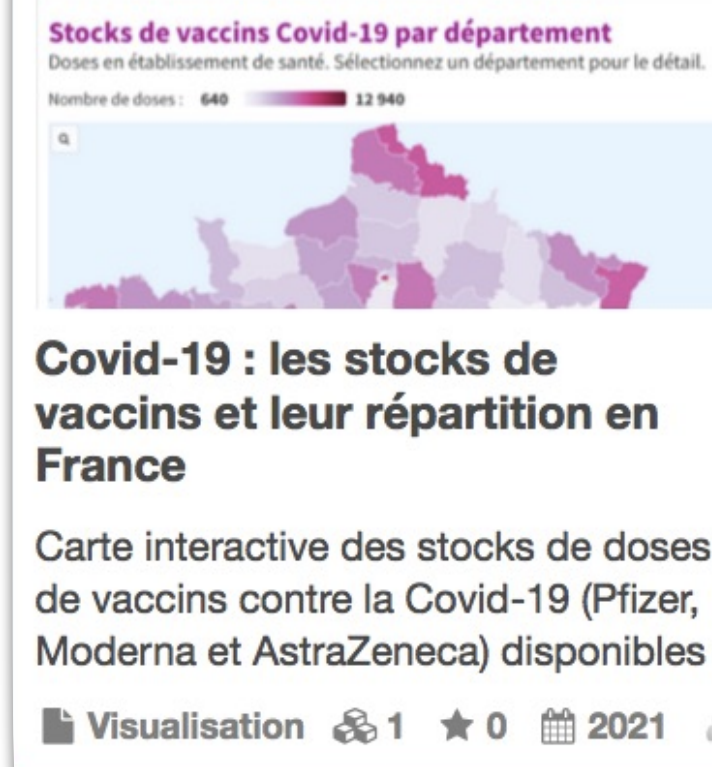 Stocks de vaccins Covid-19 par département
Doses en établissement de santé. Sélectionnez un département pour le détail.
Nombre de doses : 640 12 940
Covid-19 : les stocks de
vaccins et leur répartition en
France
Carte interactive des stocks de doses
de vaccins contre la Covid-19 (Pfizer,
Moderna et AstraZeneca) disponibles
Visualisation 1 0 2021